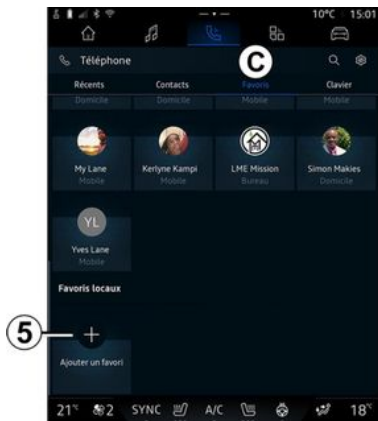 10°C 15:01
Téléphone
C
Récents Contacts Favoris Clavier
Domicile Domicile Mobile Mobile
My Lane Kerlyne Kampi LME Mission Simon Makies
Mobile Mobile Bureau Domicile
YL
Yves Lane
Mobile
Favoris locaux
5
Ajouter un favori
21°C 2 SYNC A/C 18°C